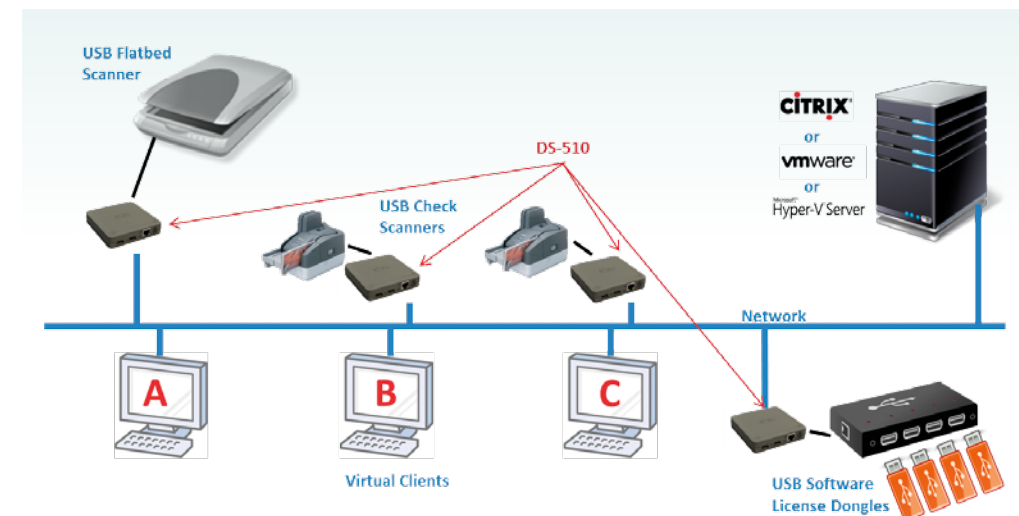 USB Flatbed
Scanner
DS-510
USB Check
Scanners
CITRIX
or
vmware
or
Microsoft
Hyper-V Server
Network
A
B
C
Virtual Clients
USB Software
License Dongles